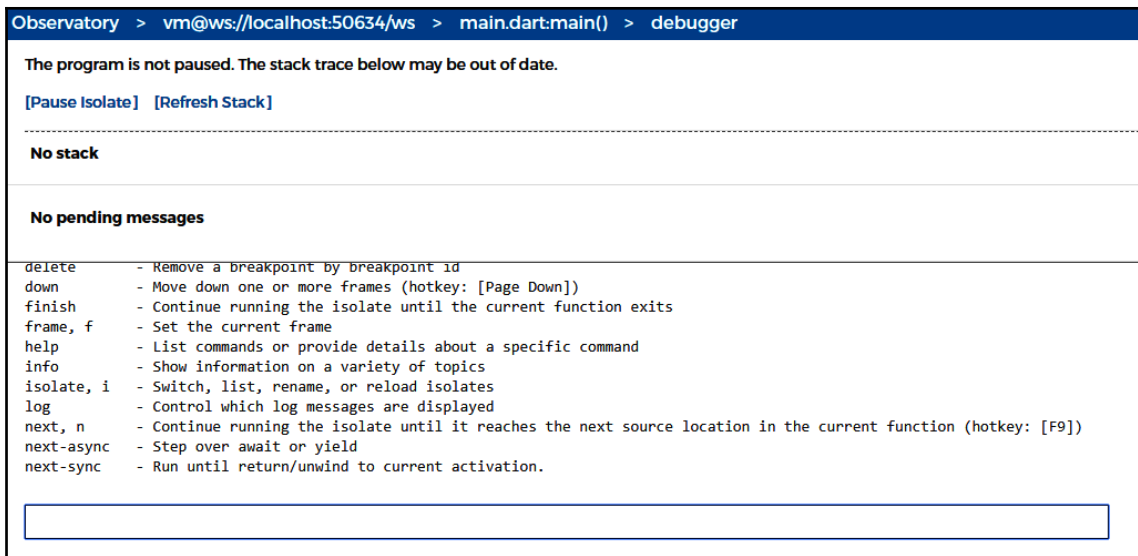 Observatory > vm@ws://localhost:50634/ws > main.dart:main() > debugger
The program is not paused. The stack trace below may be out of date.
[Pause Isolate] [Refresh Stack]
No stack
No pending messages
delete - Remove a breakpoint by breakpoint id
down - Move down one or more frames (hotkey: [Page Down])
finish - Continue running the isolate until the current function exits
frame, f - Set the current frame
help - List commands or provide details about a specific command
info - Show information on a variety of topics
isolate, i - Switch, list, rename, or reload isolates
log - Control which log messages are displayed
next, n - Continue running the isolate until it reaches the next source location in the current function (hotkey: [F9])
next-async - Step over await or yield
next-sync - Run until return/unwind to current activation.